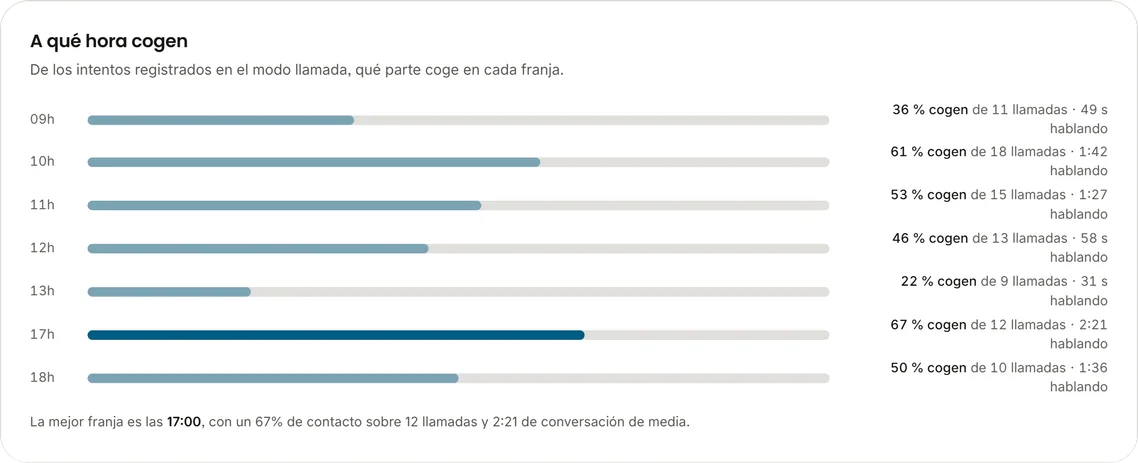 A qué hora cogen
De los intentos registrados en el modo llamada, qué parte coge en cada franja.
09h
36 % cogen de 11 llamadas · 49 s
hablando
10h
61 % cogen de 18 llamadas · 1:42
hablando
11h
53 % cogen de 15 llamadas · 1:27
hablando
12h
46 % cogen de 13 llamadas · 58 s
hablando
13h
22 % cogen de 9 llamadas · 31 s
hablando
17h
67 % cogen de 12 llamadas · 2:21
hablando
18h
50 % cogen de 10 llamadas · 1:36
hablando
La mejor franja es las 17:00, con un 67% de contacto sobre 12 llamadas y 2:21 de conversación de media.